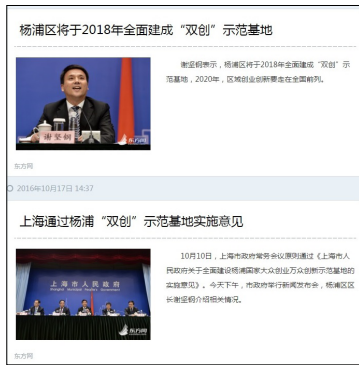 杨浦区将于2018年全面建成“双创”示范基地
谢坚钢表示，杨浦区将于2018年全面建成“双创”示
范基地，2020年，区域创业创新要走在全国前列。
谢坚钢
东方网
东方网
2016年10月17日 14:37
上海通过杨浦“双创”示范基地实施意见
10月10日，上海市政府常务会议原则通过《上海市人
民政府关于全面建设杨浦国家大众创业万众创新示范基地的
实施意见》。今天下午，市政府举行新闻发布会，杨浦区区
长谢坚钢介绍相关情况。
上海市人民政府
Shanghai Municipal People's Government
东方网
东方网